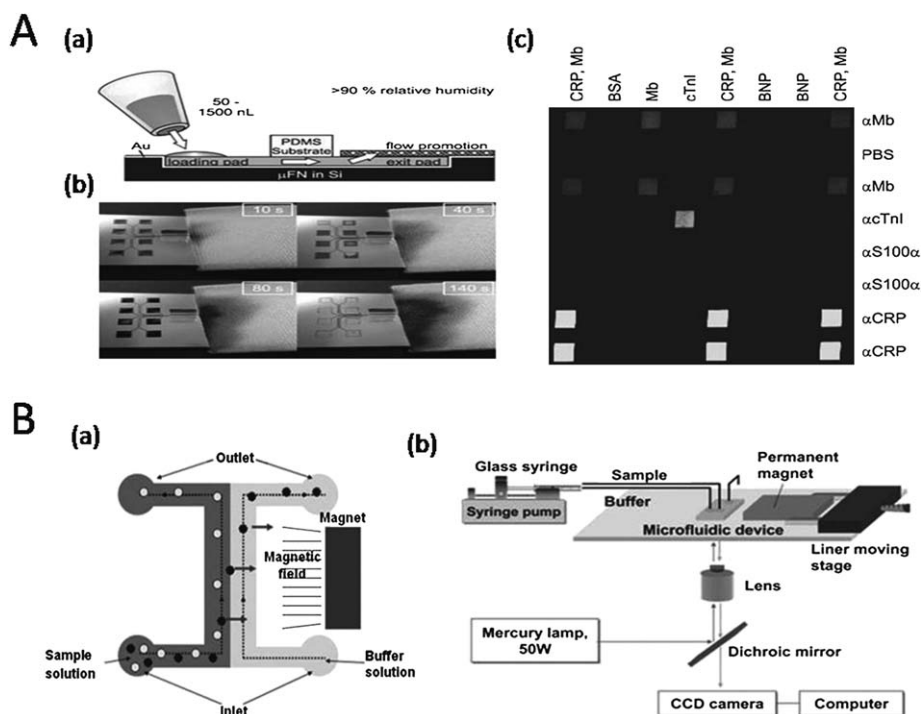 A
(a)
50 -
1500 nL
>90 % relative humidity
Au
PDMS
Substrate
flow promotion
loading pad
exit pad
µFN in Si
(b)
10 s
40 s
80 s
140 s
(c)
CRP, Mb
BSA
Mb
cTnI
CRP, Mb
BNP
BNP
CRP, Mb
αMb
PBS
αMb
αcTnI
αS100α
αS100α
αCRP
αCRP
B
(a)
Outlet
Magnet
Magnetic
field
Sample
solution
Buffer
solution
Inlet
(b)
Glass syringe
Sample
Permanent
magnet
Buffer
Syringe pump
Microfluidic device
Liner moving
stage
Lens
Mercury lamp,
50W
Dichroic mirror
CCD camera
Computer